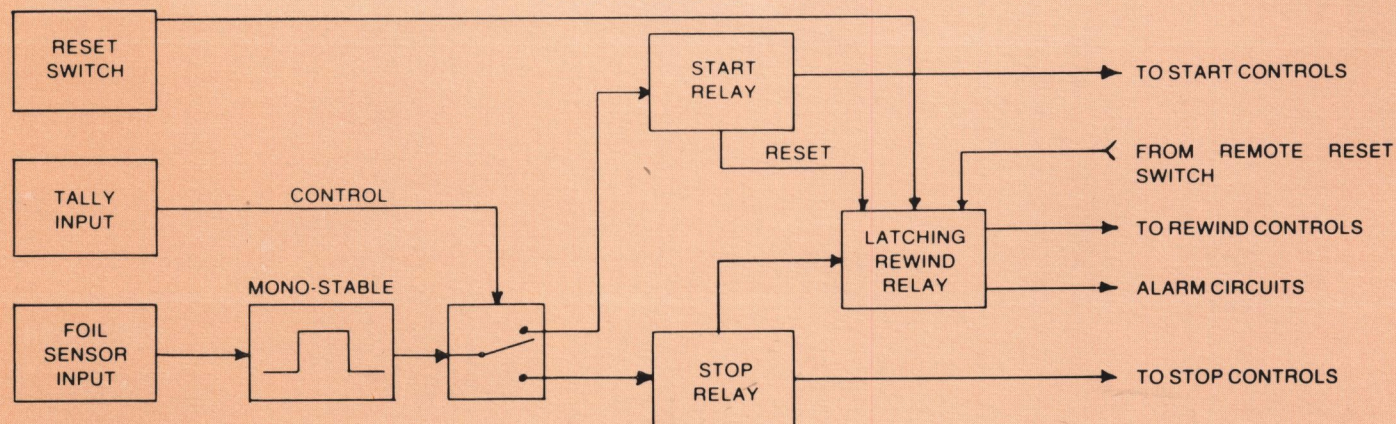 RESET
SWITCH
START
RELAY
TO START CONTROLS
RESET
FROM REMOTE RESET
SWITCH
TALLY
INPUT
CONTROL
LATCHING
REWIND
RELAY
TO REWIND CONTROLS
ALARM CIRCUITS
MONO-STABLE
FOIL
SENSOR
INPUT
STOP
RELAY
TO STOP CONTROLS